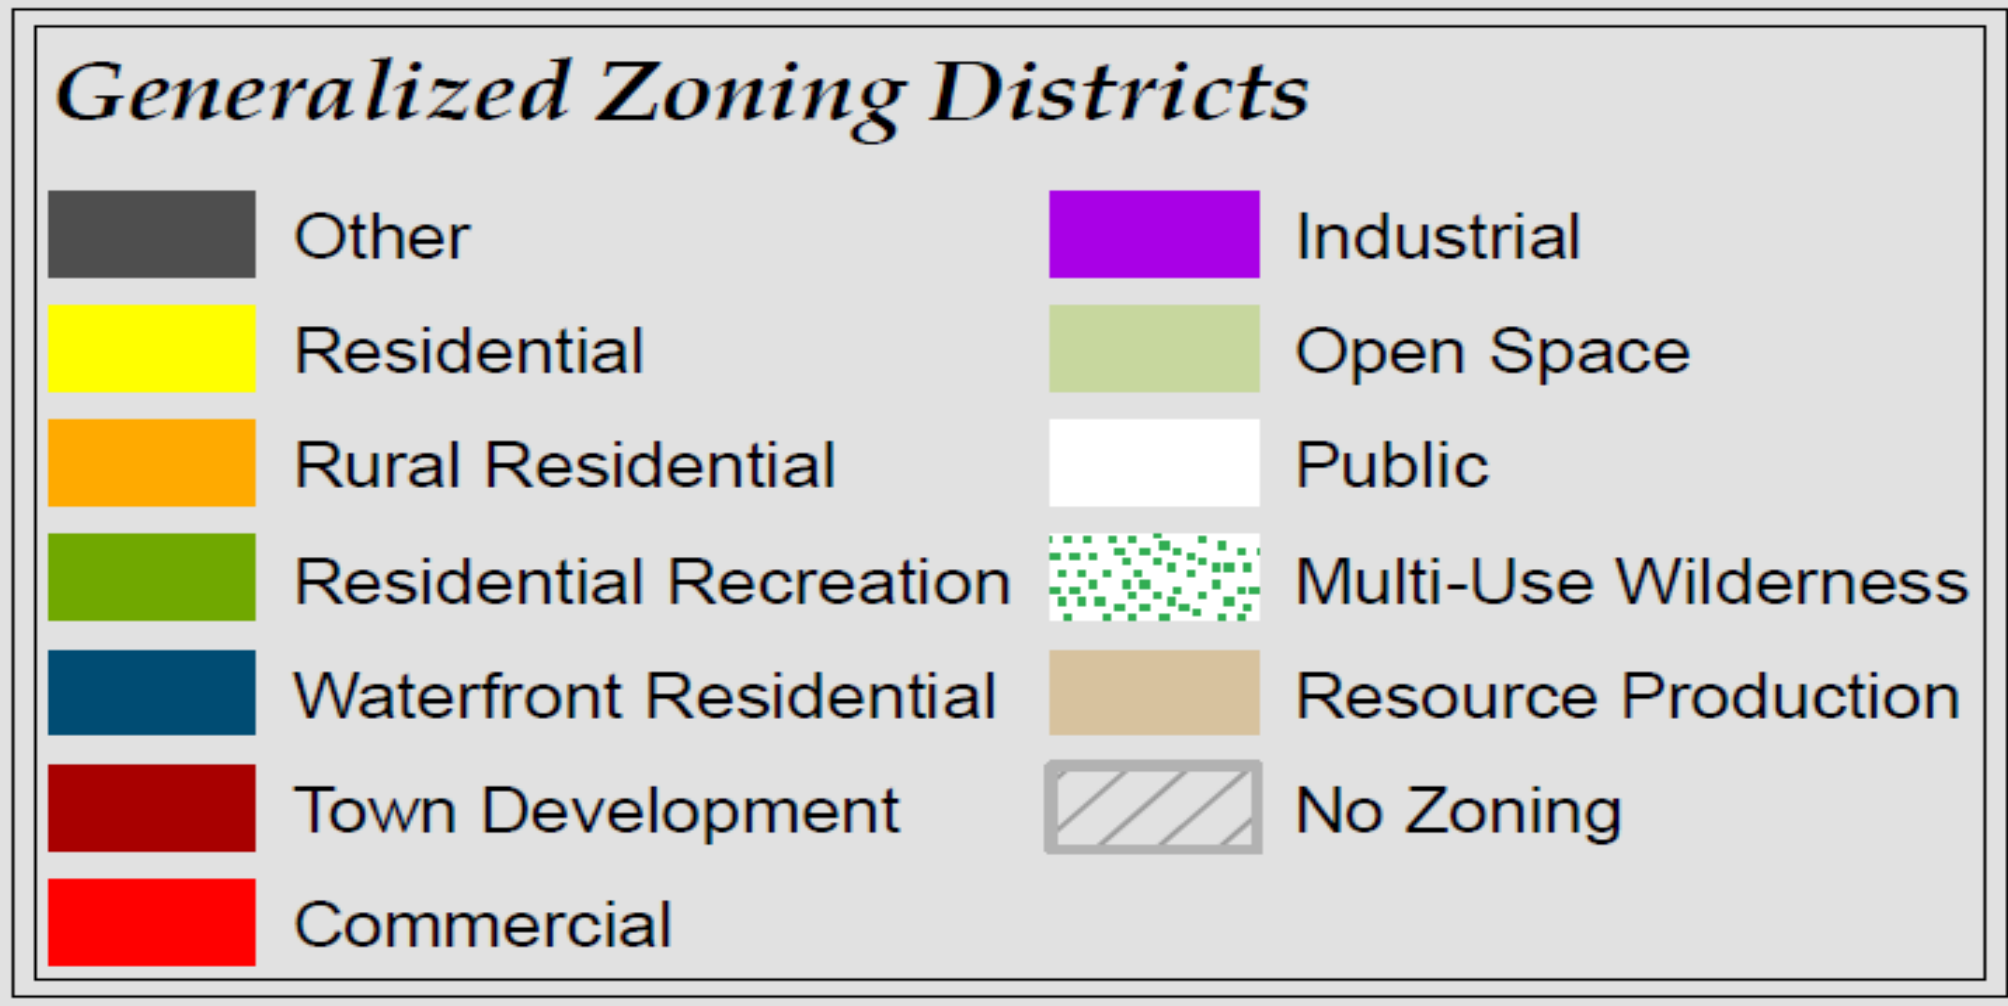 Generalized Zoning Districts
Other
Residential
Rural Residential
Residential Recreation
Waterfront Residential
Town Development
Commercial
Industrial
Open Space
Public
Multi-Use Wilderness
Resource Production
No Zoning